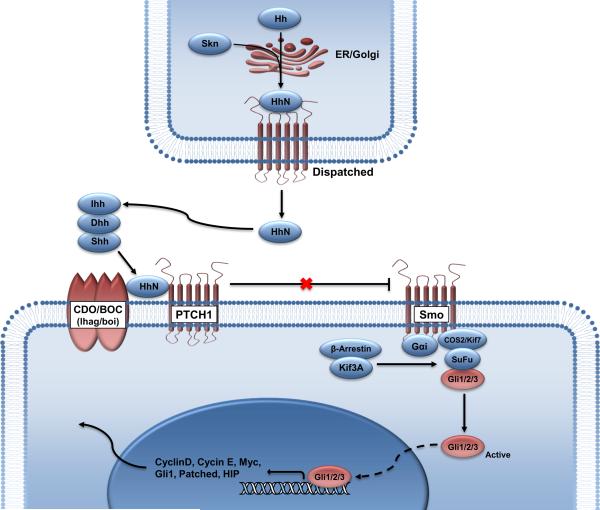 Hh
Skn
ER/Golgi
HhN
Dispatched
Ihh
Dhh
Shh
HhN
HhN
CDO/BOC
(Ihag/boi)
PTCH1
Smo
Gαi
COS2/Kif7
SuFu
Gli1/2/3
β-Arrestin
Kif3A
Gli1/2/3
Active
CyclinD, Cycin E, Myc,
Gli1, Patched, HIP
Gli1/2/3